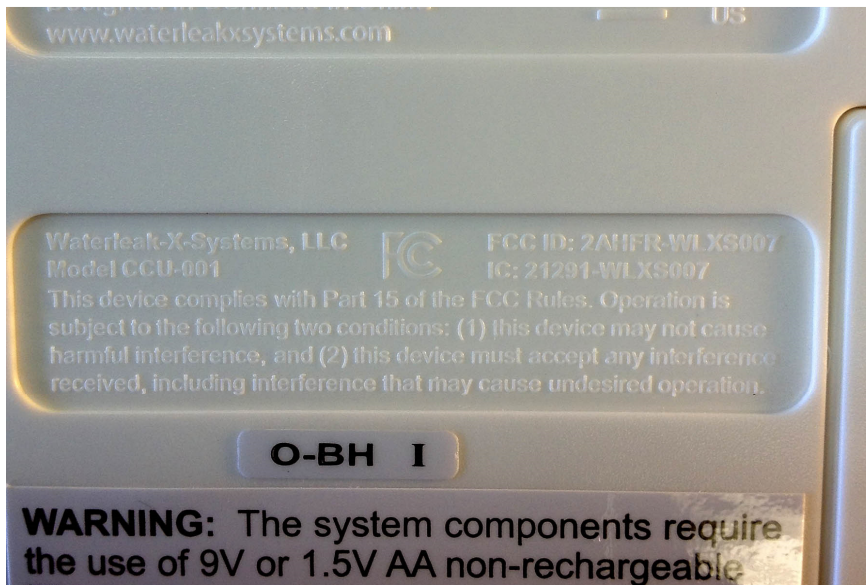 www.waterleakxsystems.com
US
Waterleak-X-Systems, LLC
Model CCU-001
FC
FCC ID: 2AHFR-WLXS007
IC: 21291-WLXS007
This device complies with Part 15 of the FCC Rules. Operation is
subject to the following two conditions: (1) this device may not cause
harmful interference, and (2) this device must accept any interference
received, including interference that may cause undesired operation.
O-BH I
WARNING: The system components require
the use of 9V or 1.5V AA non-rechargeable